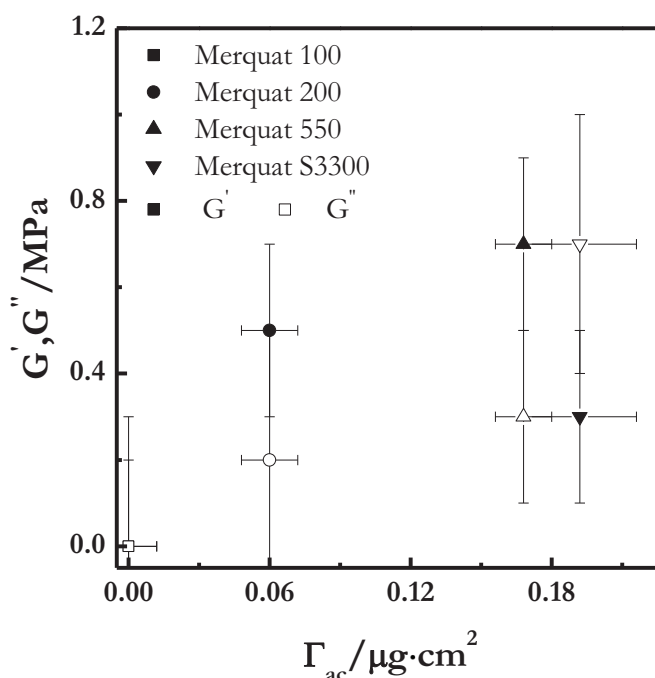 1.2
Merquat 100
Merquat 200
Merquat 550
Merquat S3300
G' G"
0.8
0.4
0.0
G',G"/MPa
0.00 0.06 0.12 0.18
Γac/µg·cm²